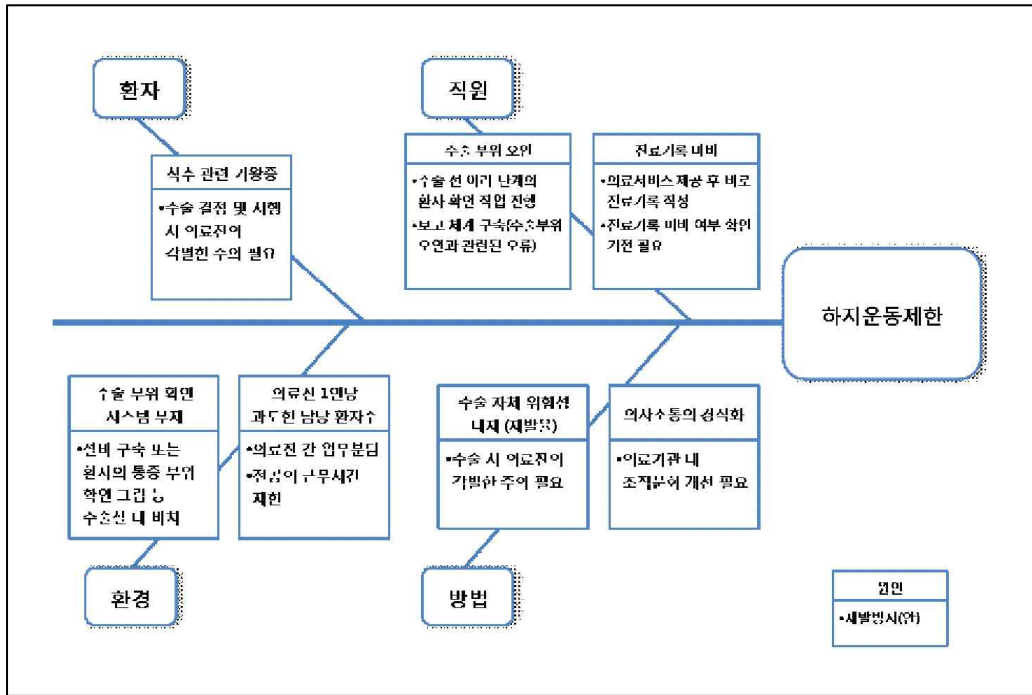 환자
직원
척수 관련 기왕증
•수술 결정 및 시행
시 의료진이
각별한 주의 필요
수술 부위 오인
•수술 전 여러 단계의
환자 확인 작업 진행
•보고 체계 구축(수술부위
오인과 관련된 오류)
진료기록 미비
•의료서비스 제공 후 바로
진료기록 작성
•진료기록 미비 여부 확인
기전 필요
하지운동제한
수술 부위 확인
시스템 부재
•설비 구축 또는
환자의 통증 부위
확인 그림 등
수술실 내 비치
의료진 1인당
과도한 담당 환자수
•의료진 간 업무분담
•전공의 근무시간
제한
수술 자체 위험성
내재 (재발률)
•수술 시 의료진이
각별한 주의 필요
의사소통의 경직화
•의료기관 내
조직문화 개선 필요
환경
방법
원인
•재발방지(안)